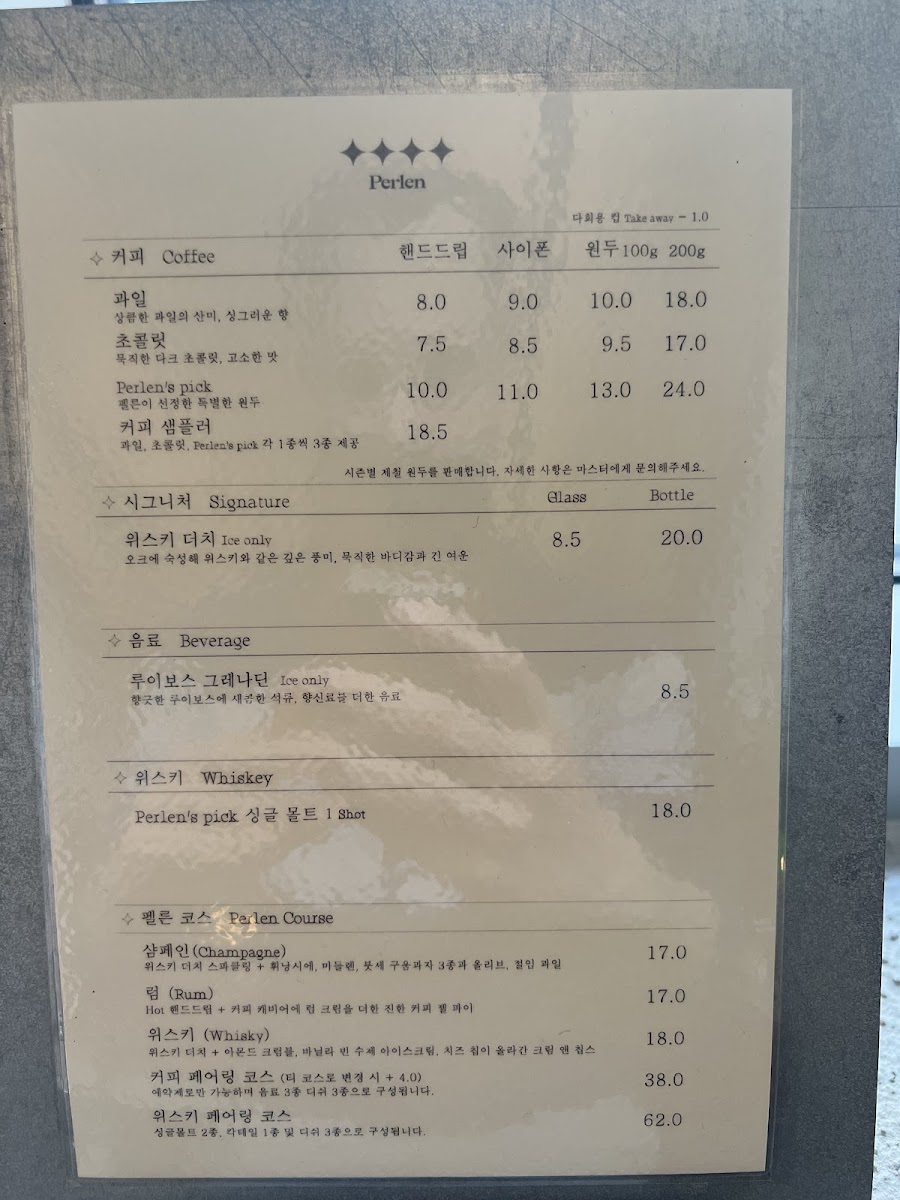 Perlen
다회용 컵 Take away - 1.0
커피 Coffee 핸드드립 사이폰 원두 100g 200g
과일 8.0 9.0 10.0 18.0
상큼한 과일의 산미, 싱그러운 향
초콜릿 7.5 8.5 9.5 17.0
묵직한 다크 초콜릿, 고소한 맛
Perlen's pick 10.0 11.0 13.0 24.0
펠른이 선정한 특별한 원두
커피 샘플러 18.5
과일, 초콜릿, Perlen's pick 각 1종씩 3종 제공
시즌별 제철 원두를 판매합니다. 자세한 사항은 마스터에게 문의해주세요.
시그니처 Signature Glass Bottle
위스키 더치 Ice only 8.5 20.0
오크에 숙성해 위스키와 같은 깊은 풍미, 묵직한 바디감과 긴 여운
음료 Beverage
루이보스 그레나딘 Ice only 8.5
향긋한 루이보스에 새콤한 석류, 향신료를 더한 음료
위스키 Whiskey
Perlen's pick 싱글 몰트 1 Shot 18.0
펠른 코스 Perlen Course
샴페인(Champagne) 17.0
위스키 더치 스파클링 + 휘낭시에, 마들렌, 붓세 구움과자 3종과 올리브, 절임 과일
럼 (Rum) 17.0
Hot 핸드드립 + 커피 캐비어에 럼 크림을 더한 진한 커피 젤 파이
위스키 (Whisky) 18.0
위스키 더치 + 아몬드 크럼블, 바닐라 빈 수제 아이스크림, 치즈 칩이 올라간 크림 앤 칩스
커피 페어링 코스 (티 코스로 변경 시 + 4.0) 38.0
예약제로만 가능하며 음료 3종 디쉬 3종으로 구성됩니다.
위스키 페어링 코스 62.0
싱글몰트 2종, 칵테일 1종 및 디쉬 3종으로 구성됩니다.